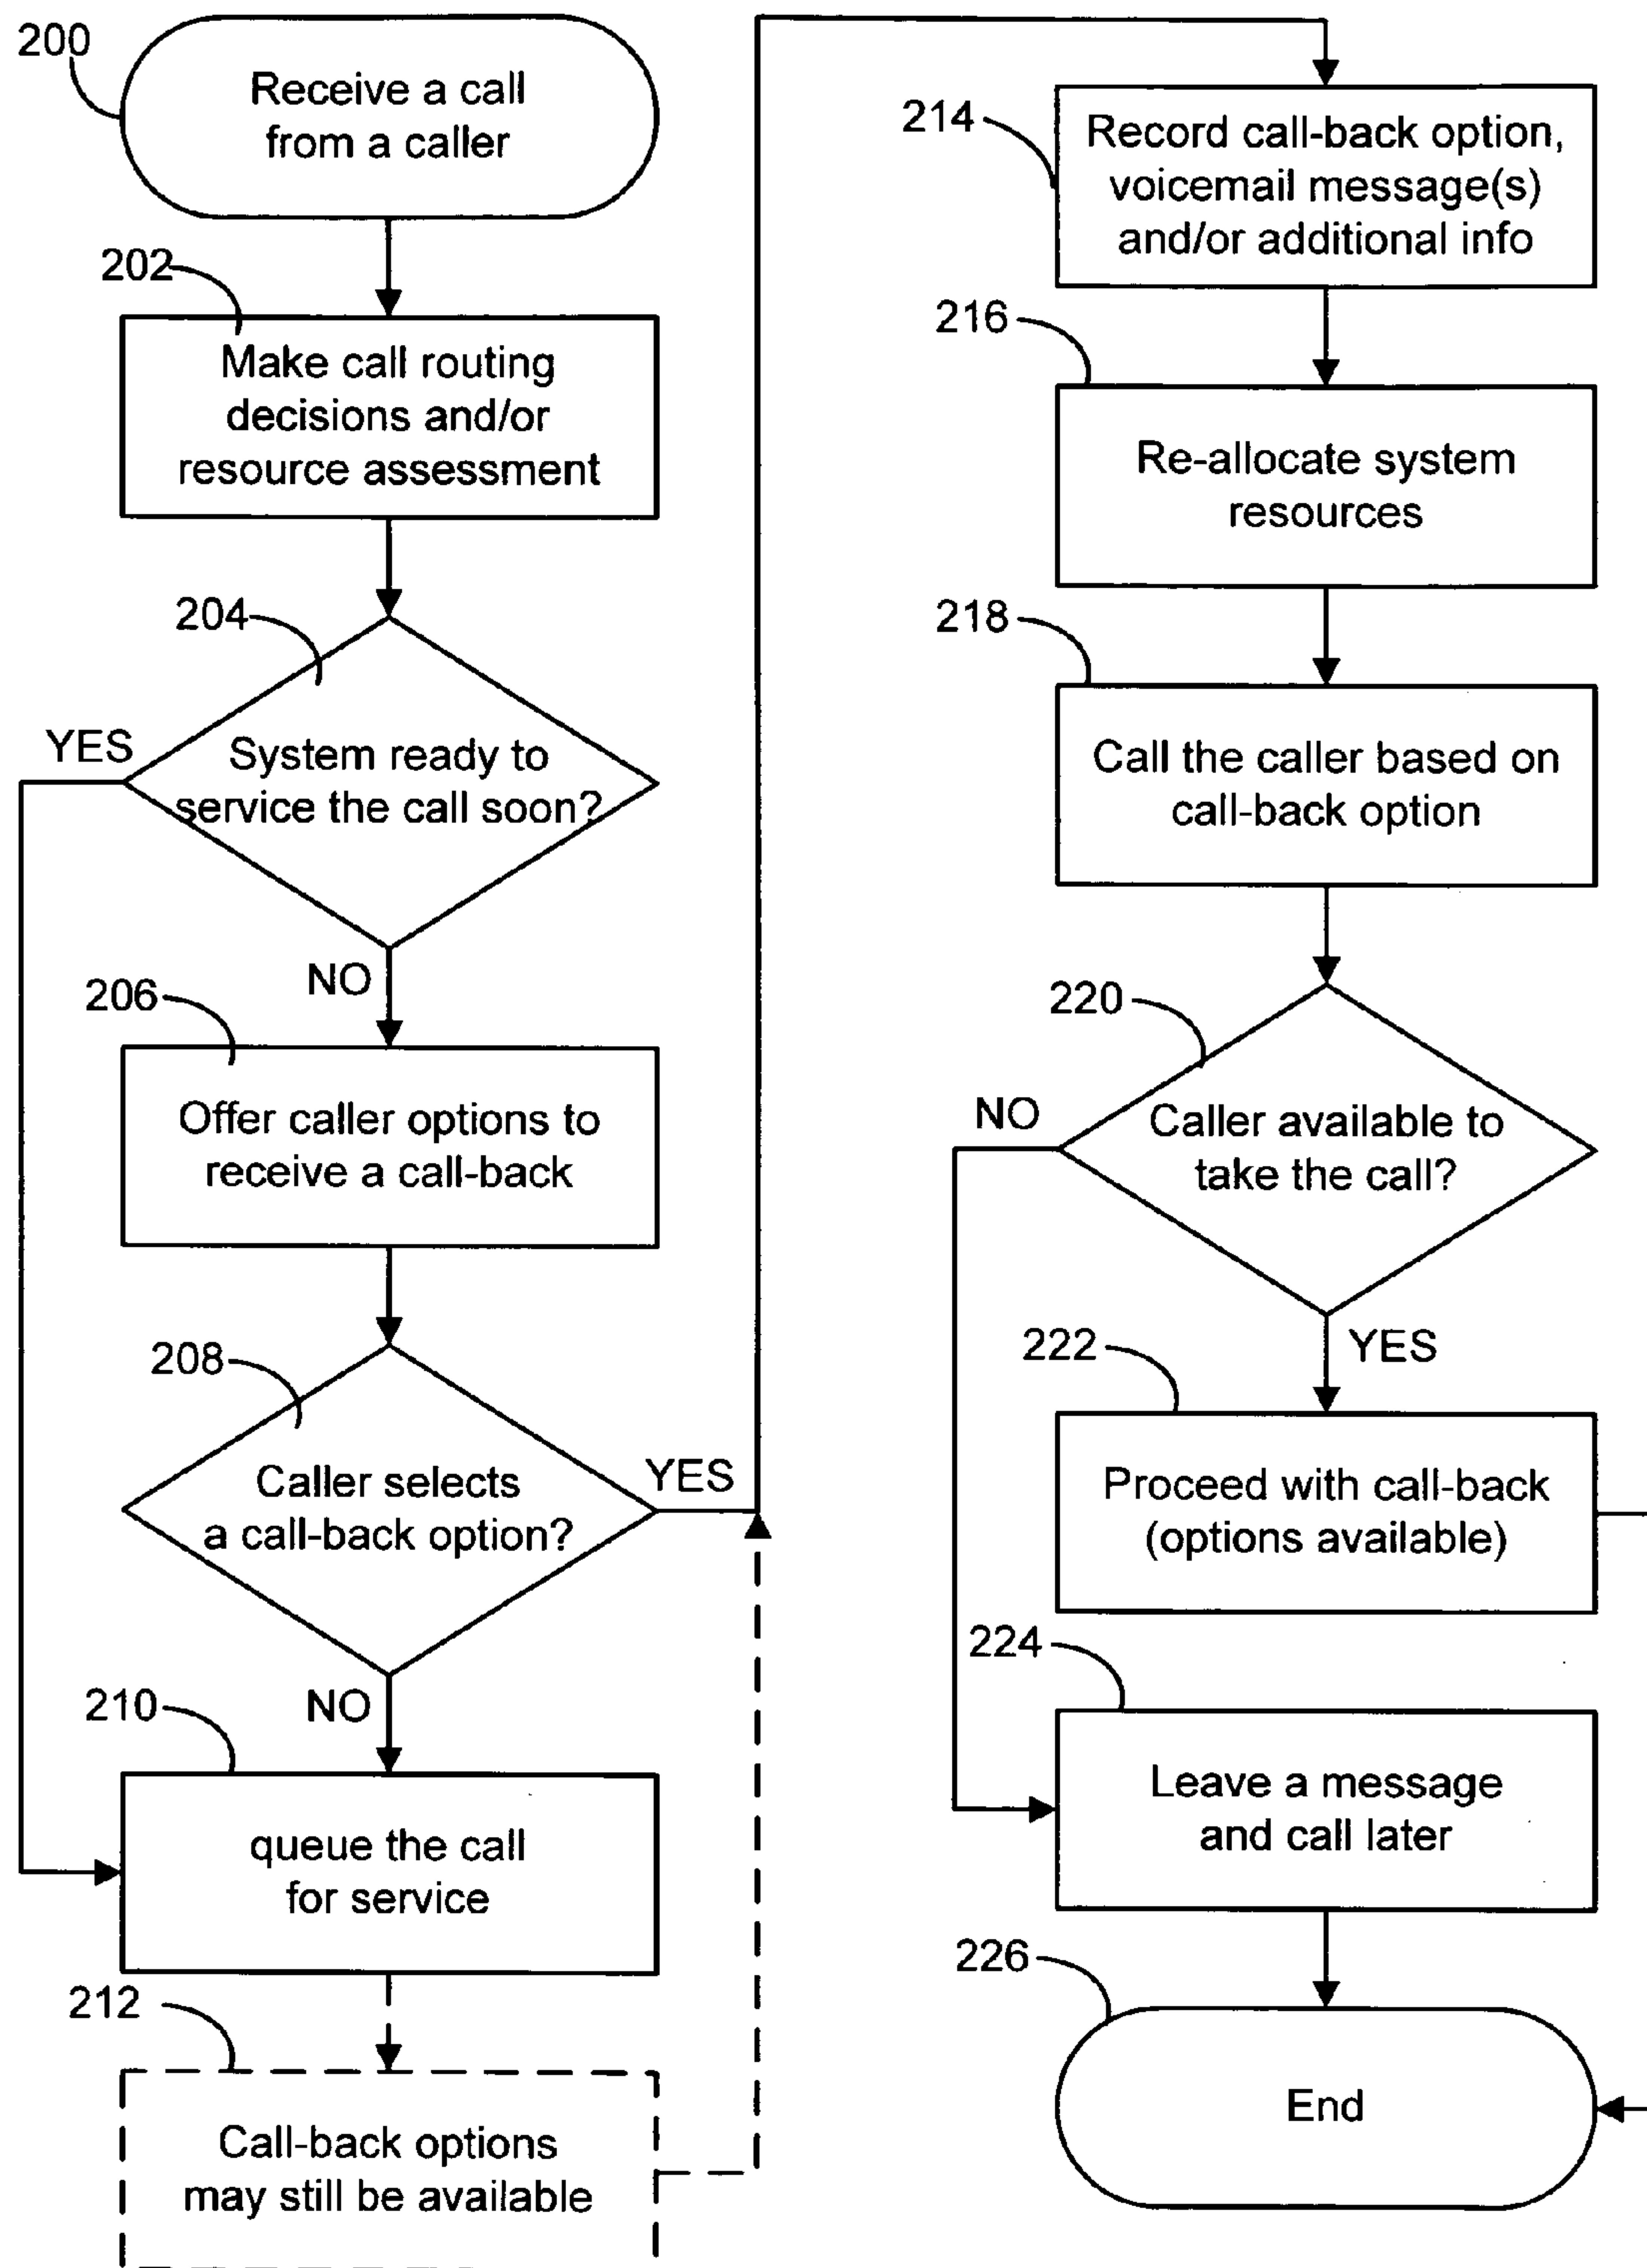 200
Receive a call
from a caller
202
Make call routing
decisions and/or
resource assessment
204
YES
System ready to
service the call soon?
NO
206
Offer caller options to
receive a call-back
208
Caller selects
a call-back option?
YES
NO
210
queue the call
for service
212
Call-back options
may still be available
214
Record call-back option,
voicemail message(s)
and/or additional info
216
Re-allocate system
resources
218
Call the caller based on
call-back option
220
NO
Caller available to
take the call?
YES
222
Proceed with call-back
(options available)
224
Leave a message
and call later
226
End